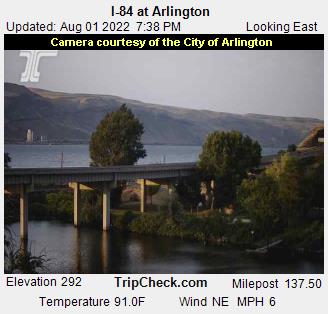 I-84 at Arlington
Updated: Aug 01 2022 7:38 PM Looking East
Camera courtesy of the City of Arlington
Elevation 292 TripCheck.com Milepost 137.50
Temperature 91.0F Wind NE MPH 6